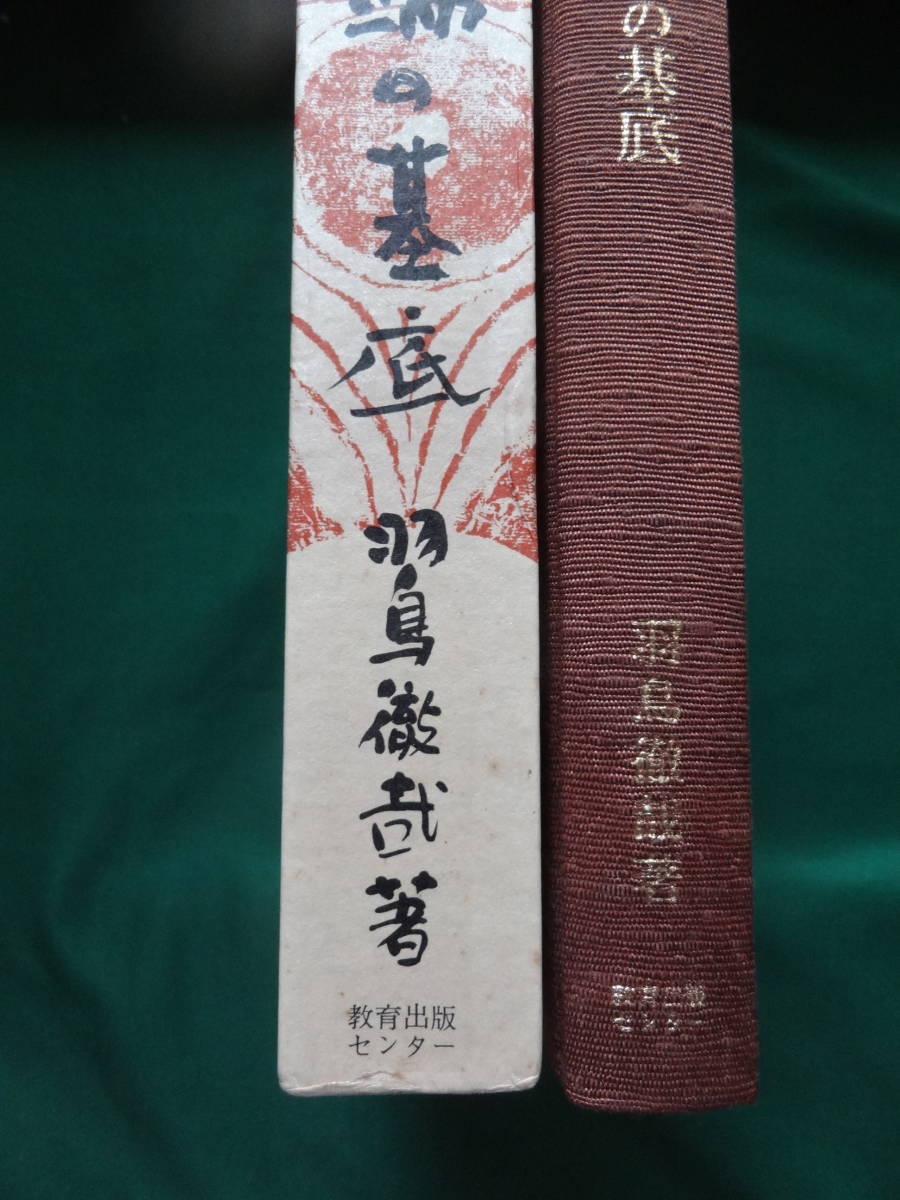 端の基底
羽鳥徹哉著
教育出版
センター
の基底
羽鳥徹哉著
教育出版
センター